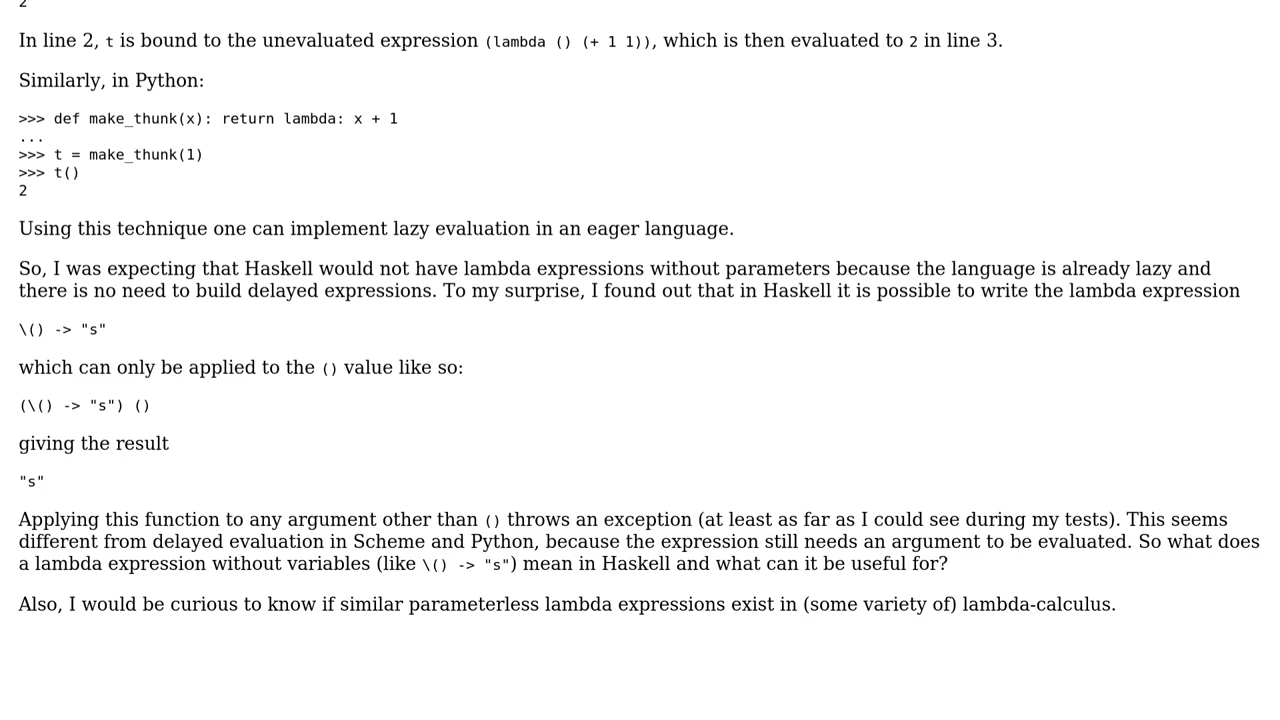 2
In line 2, t is bound to the unevaluated expression (lambda () (+ 1 1)), which is then evaluated to 2 in line 3.
Similarly, in Python:
>>> def make_thunk(x): return lambda: x + 1
...
>>> t = make_thunk(1)
>>> t()
2
Using this technique one can implement lazy evaluation in an eager language.
So, I was expecting that Haskell would not have lambda expressions without parameters because the language is already lazy and
there is no need to build delayed expressions. To my surprise, I found out that in Haskell it is possible to write the lambda expression
\() -> "s"
which can only be applied to the () value like so:
(\() -> "s") ()
giving the result
"s"
Applying this function to any argument other than () throws an exception (at least as far as I could see during my tests). This seems
different from delayed evaluation in Scheme and Python, because the expression still needs an argument to be evaluated. So what does
a lambda expression without variables (like \() -> "s") mean in Haskell and what can it be useful for?
Also, I would be curious to know if similar parameterless lambda expressions exist in (some variety of) lambda-calculus.